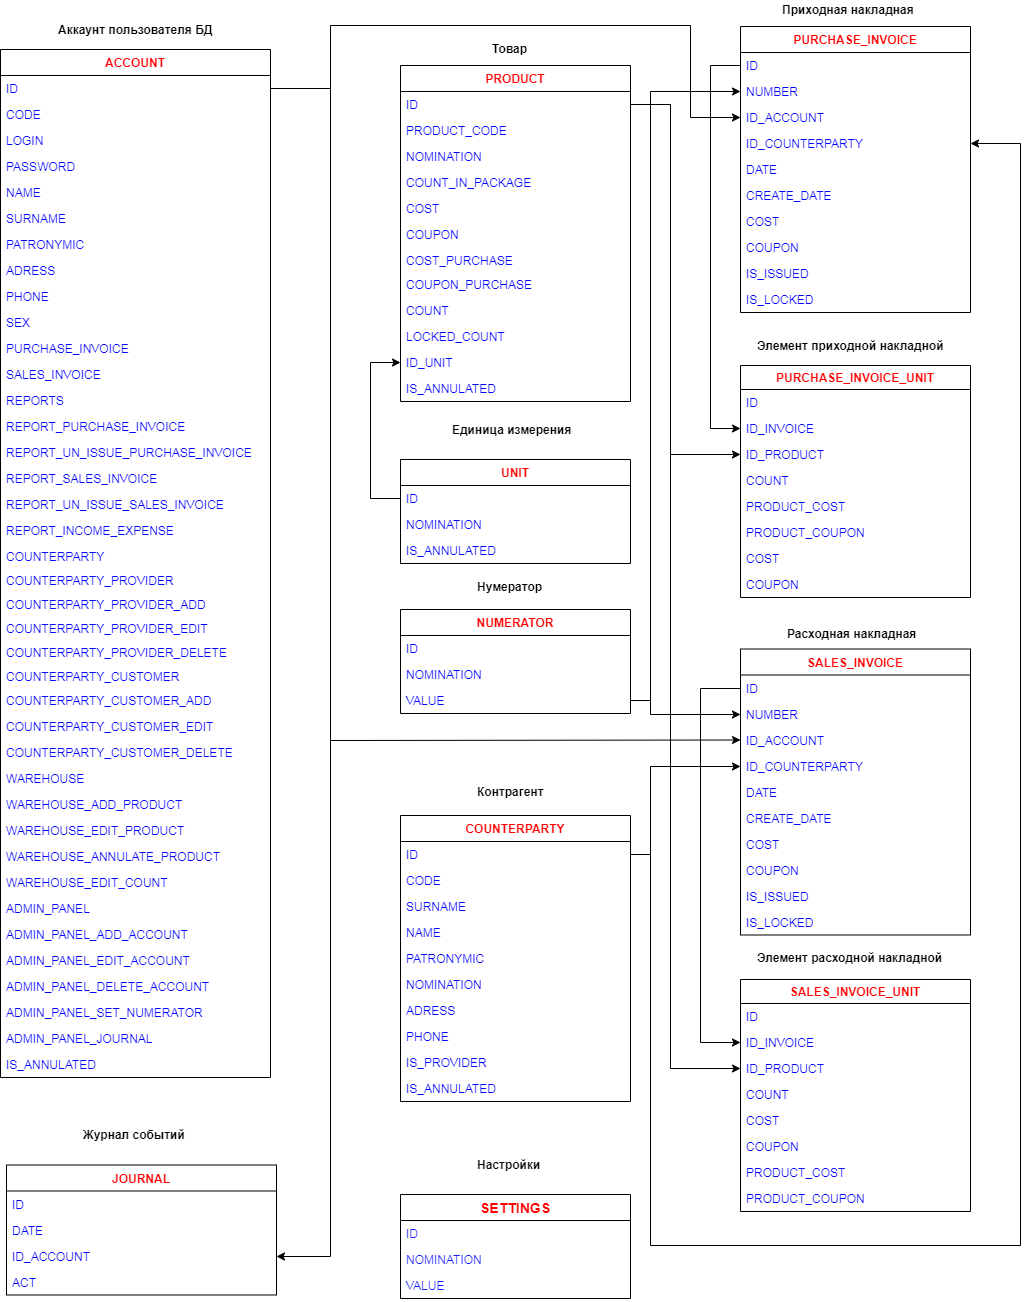 Аккаунт пользователя БД
ACCOUNT
ID
CODE
LOGIN
PASSWORD
NAME
SURNAME
PATRONYMIC
ADRESS
PHONE
SEX
PURCHASE_INVOICE
SALES_INVOICE
REPORTS
REPORT_PURCHASE_INVOICE
REPORT_UN_ISSUE_PURCHASE_INVOICE
REPORT_SALES_INVOICE
REPORT_UN_ISSUE_SALES_INVOICE
REPORT_INCOME_EXPENSE
COUNTERPARTY
COUNTERPARTY_PROVIDER
COUNTERPARTY_PROVIDER_ADD
COUNTERPARTY_PROVIDER_EDIT
COUNTERPARTY_PROVIDER_DELETE
COUNTERPARTY_CUSTOMER
COUNTERPARTY_CUSTOMER_ADD
COUNTERPARTY_CUSTOMER_EDIT
COUNTERPARTY_CUSTOMER_DELETE
WAREHOUSE
WAREHOUSE_ADD_PRODUCT
WAREHOUSE_EDIT_PRODUCT
WAREHOUSE_ANNULATE_PRODUCT
WAREHOUSE_EDIT_COUNT
ADMIN_PANEL
ADMIN_PANEL_ADD_ACCOUNT
ADMIN_PANEL_EDIT_ACCOUNT
ADMIN_PANEL_DELETE_ACCOUNT
ADMIN_PANEL_SET_NUMERATOR
ADMIN_PANEL_JOURNAL
IS_ANNULATED
Журнал событий
JOURNAL
ID
DATE
ID_ACCOUNT
ACT
Товар
PRODUCT
ID
PRODUCT_CODE
NOMINATION
COUNT_IN_PACKAGE
COST
COUPON
COST_PURCHASE
COUPON_PURCHASE
COUNT
LOCKED_COUNT
ID_UNIT
IS_ANNULATED
Единица измерения
UNIT
ID
NOMINATION
IS_ANNULATED
Нумератор
NUMERATOR
ID
NOMINATION
VALUE
Контрагент
COUNTERPARTY
ID
CODE
SURNAME
NAME
PATRONYMIC
NOMINATION
ADRESS
PHONE
IS_PROVIDER
IS_ANNULATED
Настройки
SETTINGS
ID
NOMINATION
VALUE
Приходная накладная
PURCHASE_INVOICE
ID
NUMBER
ID_ACCOUNT
ID_COUNTERPARTY
DATE
CREATE_DATE
COST
COUPON
IS_ISSUED
IS_LOCKED
Элемент приходной накладной
PURCHASE_INVOICE_UNIT
ID
ID_INVOICE
ID_PRODUCT
COUNT
PRODUCT_COST
PRODUCT_COUPON
COST
COUPON
Расходная накладная
SALES_INVOICE
ID
NUMBER
ID_ACCOUNT
ID_COUNTERPARTY
DATE
CREATE_DATE
COST
COUPON
IS_ISSUED
IS_LOCKED
Элемент расходной накладной
SALES_INVOICE_UNIT
ID
ID_INVOICE
ID_PRODUCT
COUNT
COST
COUPON
PRODUCT_COST
PRODUCT_COUPON